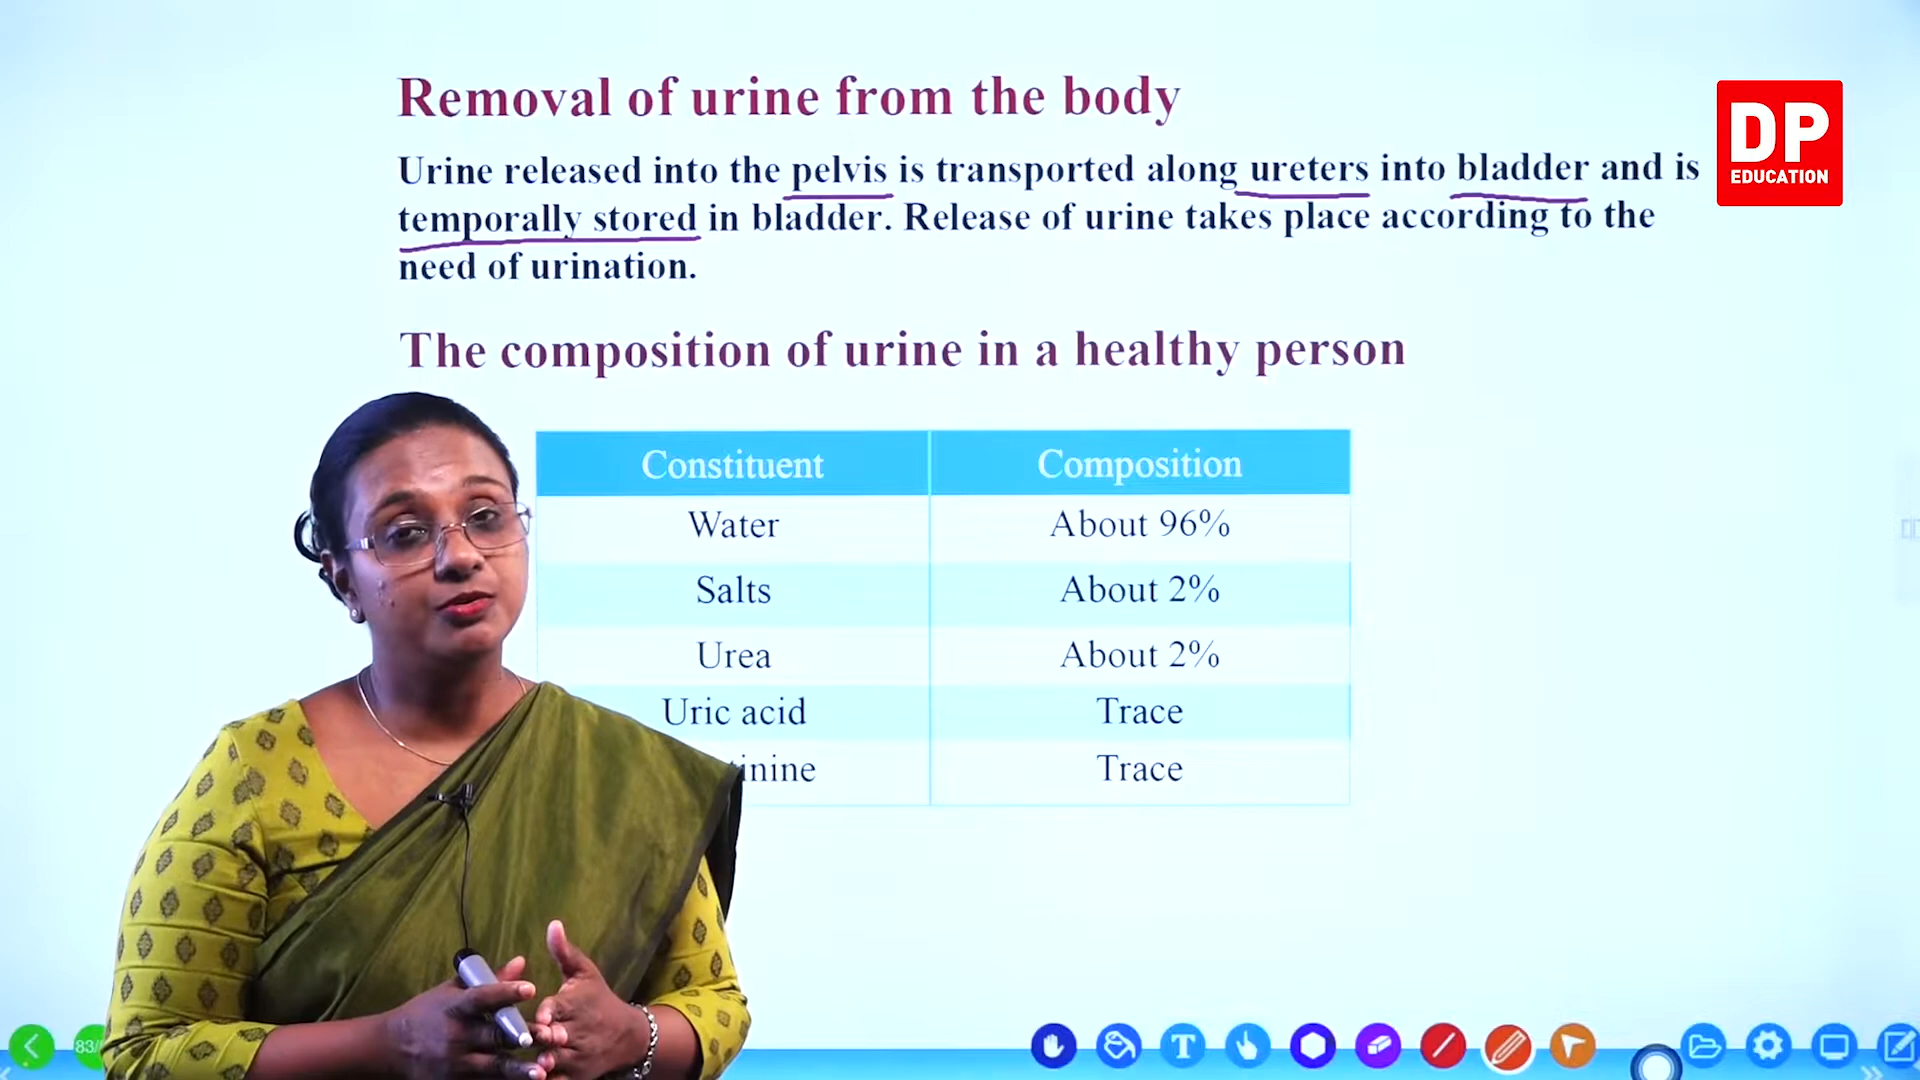 Removal of urine from the body
DP
EDUCATION
Urine released into the pelvis is transported along ureters into bladder and is
temporally stored in bladder. Release of urine takes place according to the
need of urination.
The composition of urine in a healthy person
Constituent Composition
Water About 96%
Salts About 2%
Urea About 2%
Uric acid Trace
tinine Trace
83/
T